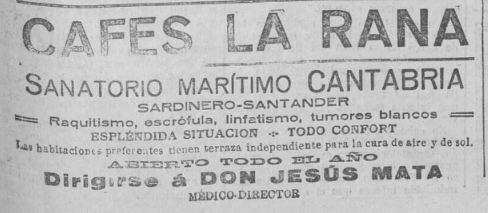 CAFES LA RANA
SANATORIO MARÍTIMO CANTABRIA
SARDINERO-SANTANDER
Raquitismo, escrófula, linfatismo, tumores blancos
ESPLÉNDIDA SITUACION -:- TODO CONFORT
Las habitaciones preferentes tienen terraza independiente para la cura de aire y de sol.
ABIERTO TODO EL AÑO
Dirigirse á DON JESÚS MATA
MÉDICO-DIRECTOR